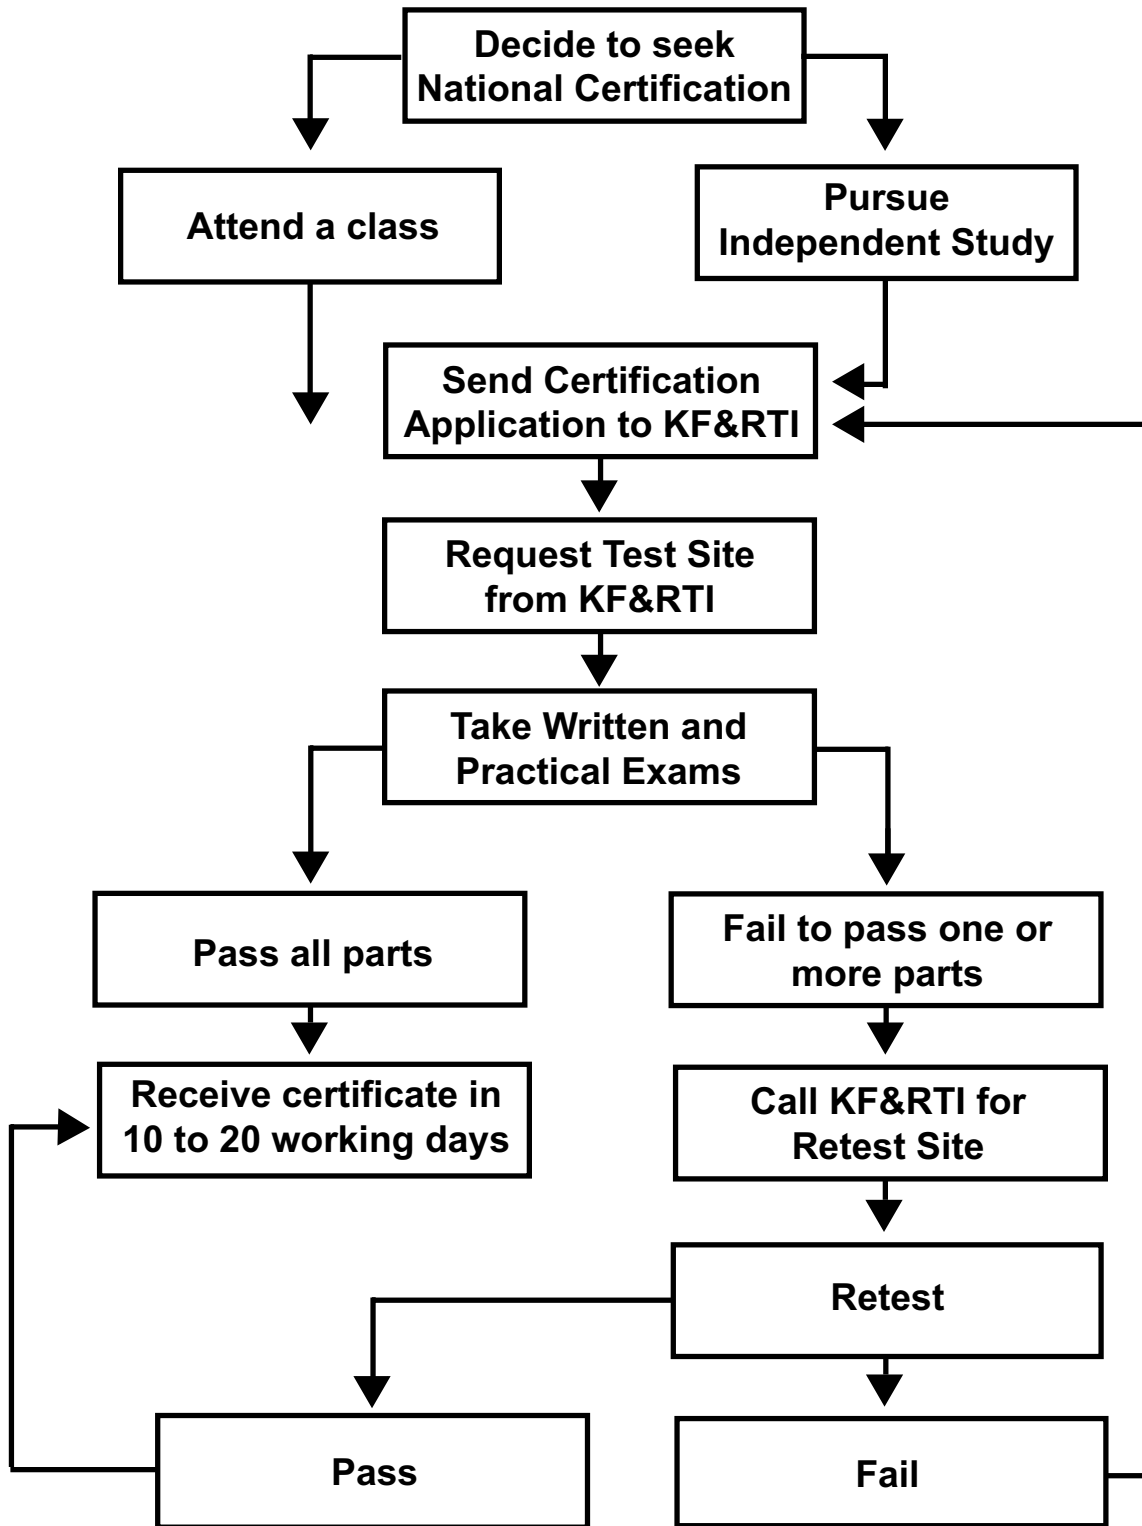 Decide to seek
National Certification
Attend a class
Pursue
Independent Study
Send Certification
Application to KF&RTI
Request Test Site
from KF&RTI
Take Written and
Practical Exams
Pass all parts
Fail to pass one or
more parts
Receive certificate in
10 to 20 working days
Call KF&RTI for
Retest Site
Retest
Pass
Fail